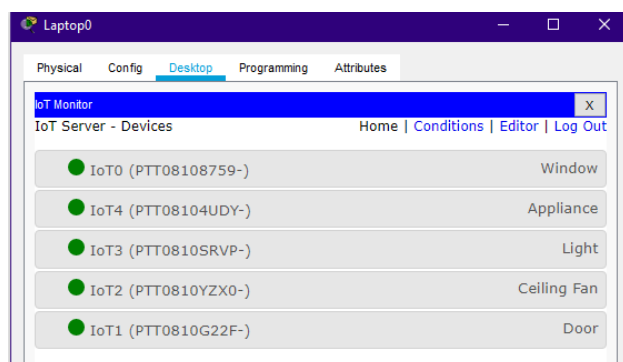 Laptop0
Physical Config Desktop Programming Attributes
IoT Monitor X
IoT Server - Devices Home | Conditions | Editor | Log Out
IoT0 (PTT08108759-) Window
IoT4 (PTT08104UDY-) Appliance
IoT3 (PTT0810SRVP-) Light
IoT2 (PTT0810YZX0-) Ceiling Fan
IoT1 (PTT0810G22F-) Door